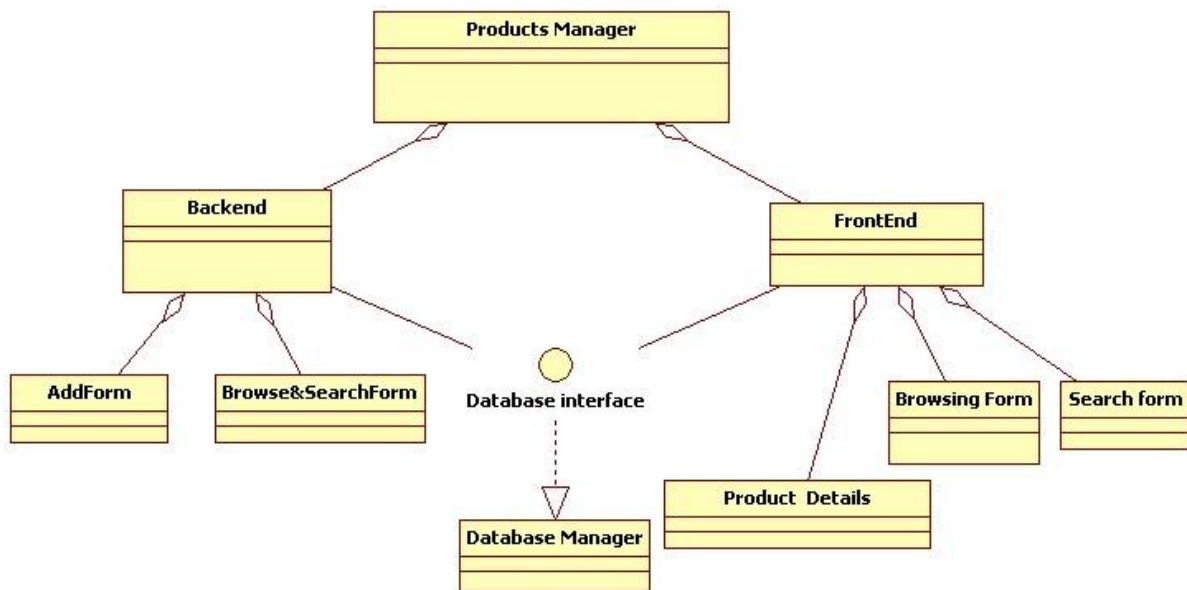 Products Manager
Backend
FrontEnd
AddForm
Browse&SearchForm
Database interface
Browsing Form
Search form
Product Details
Database Manager